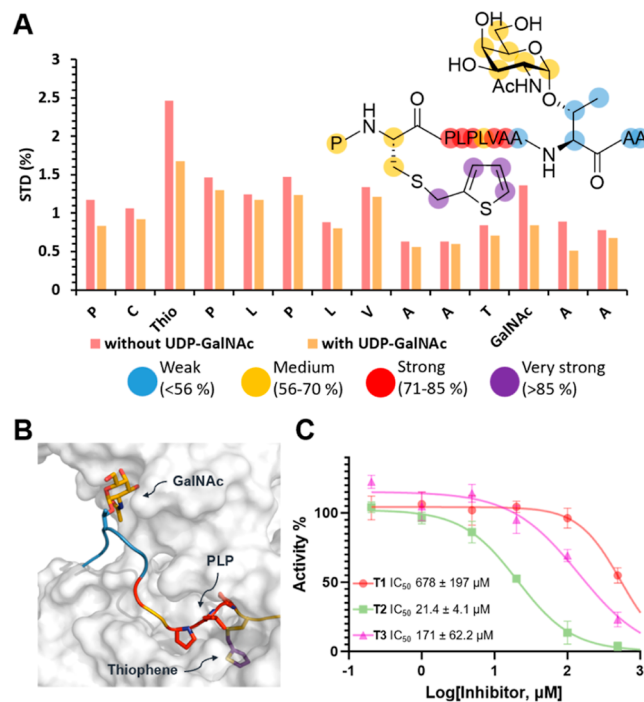 A
STD (%)
3
2.5
2
1.5
1
0.5
0
OH
OH
HO
O
AcHN
O
P
H
N
O
PLPLVAA
N
H
O
AA
S
S
P C Thio P L P L V A A T GalNAc A A
without UDP-GalNAc with UDP-GalNAc
Weak
(<56 %)
Medium
(56-70 %)
Strong
(71-85 %)
Very strong
(>85 %)
B
GalNAc
PLP
Thiophene
C
Activity %
100
50
0
T1 IC50 678 ± 197 µM
T2 IC50 21.4 ± 4.1 µM
T3 IC50 171 ± 62.2 µM
-1 0 1 2 3
Log[Inhibitor, µM]